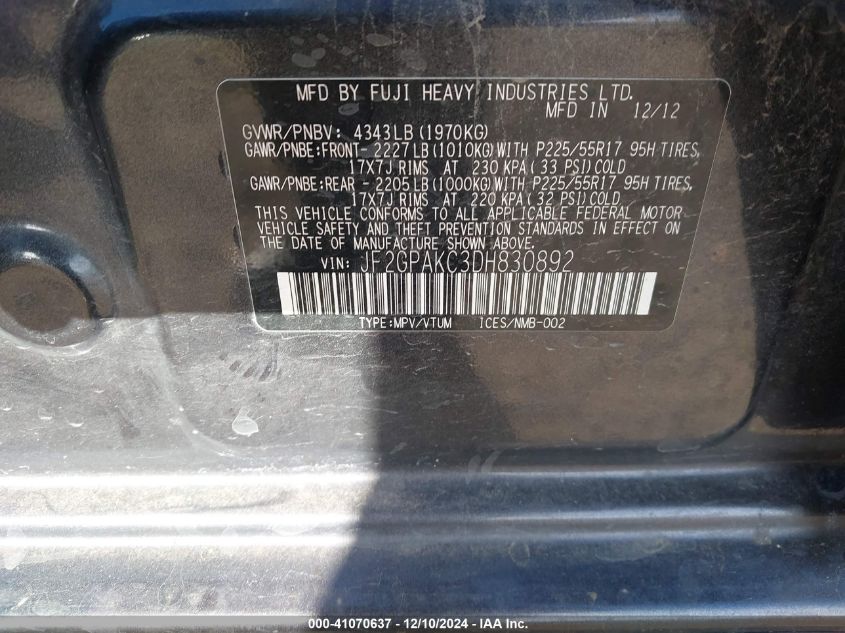 MFD BY FUJI HEAVY INDUSTRIES LTD.
MFD IN 12/12
GVWR/PNBV: 4343LB(1970KG)
GAWR/PNBE:FRONT- 2227LB(1010KG)WITH P225/55R17 95H TIRES,
17X7J RIMS AT 230 KPA(33 PSI)COLD
GAWR/PNBE:REAR - 2205LB(1000KG)WITH P225/55R17 95H TIRES,
17X7J RIMS AT 220 KPA(32 PSI)COLD
THIS VEHICLE CONFORMS TO ALL APPLICABLE FEDERAL MOTOR
VEHICLE SAFETY AND THEFT PREVENTION STANDARDS IN EFFECT ON
THE DATE OF MANUFACTURE SHOWN ABOVE.
VIN: JF2GPAKC3DH830892
TYPE:MPV/VTUM ICES/NMB-002
000-41070637 - 12/10/2024 - IAA Inc.